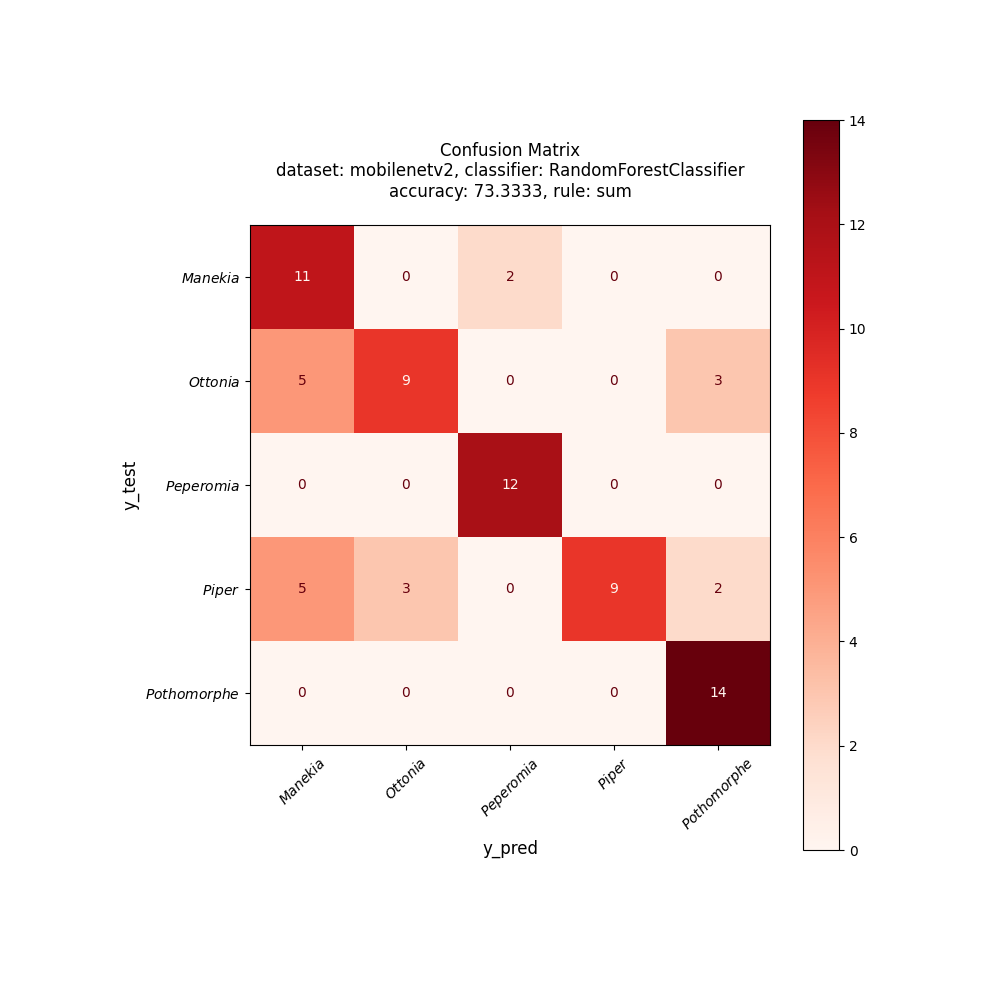 Confusion Matrix
dataset: mobilenetv2, classifier: RandomForestClassifier
accuracy: 73.3333, rule: sum
Manekia 11 0 2 0 0
Ottonia 5 9 0 0 3
Peperomia 0 0 12 0 0
Piper 5 3 0 9 2
Pothomorphe 0 0 0 0 14
Manekia Ottonia Peperomia Piper Pothomorphe
y_test
y_pred
14
12
10
8
6
4
2
0